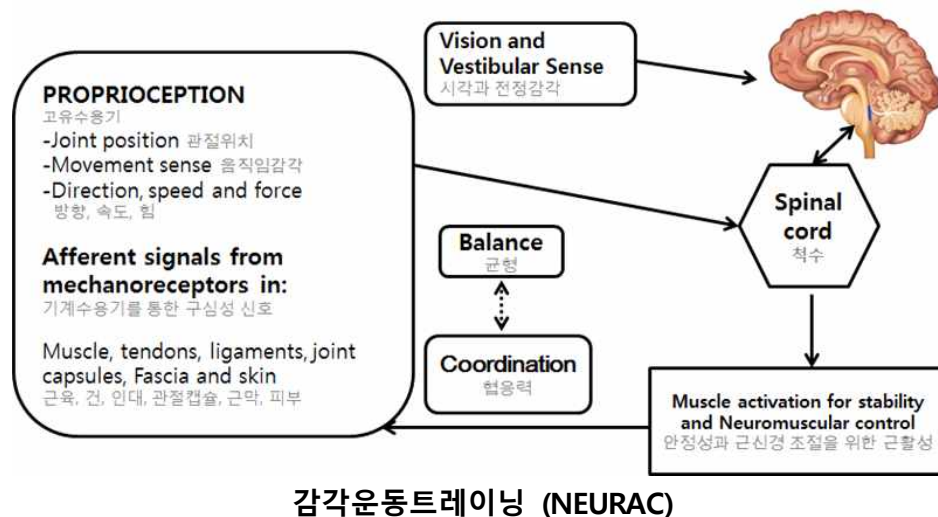 Vision and
Vestibular Sense
시각과 전정감각
PROPRIOCEPTION
고유수용기
-Joint position 관절위치
-Movement sense 움직임감각
-Direction, speed and force
방향, 속도, 힘
Afferent signals from
mechanoreceptors in:
기계수용기를 통한 구심성 신호
Muscle, tendons, ligaments, joint
capsules, Fascia and skin
근육, 건, 인대, 관절캡슐, 근막, 피부
Balance
균형
Coordination
협응력
Spinal
cord
척수
Muscle activation for stability
and Neuromuscular control
안정성과 근신경 조절을 위한 근활성
감각운동트레이닝 (NEURAC)